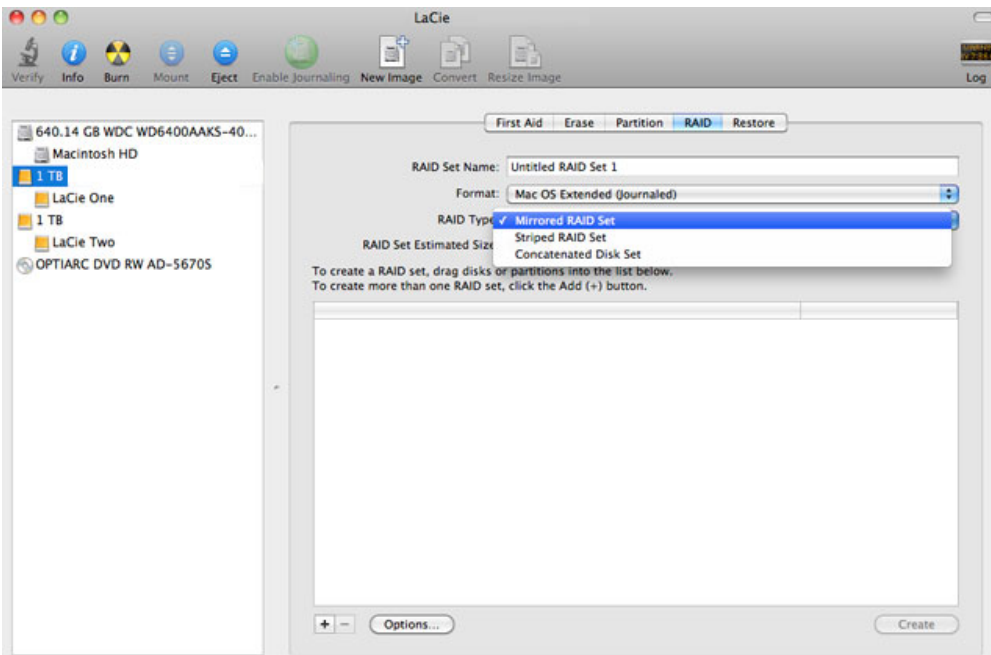 LaCie
Verify Info Burn Mount Eject Enable Journaling New Image Convert Resize Image Log
First Aid Erase Partition RAID Restore
640.14 GB WDC WD6400AAKS-40...
Macintosh HD
1 TB
LaCie One
1 TB
LaCie Two
OPTIARC DVD RW AD-5670S
RAID Set Name: Untitled RAID Set 1
Format: Mac OS Extended (Journaled)
RAID Type ✓ Mirrored RAID Set
Striped RAID Set
Concatenated Disk Set
RAID Set Estimated Size
To create a RAID set, drag disks or partitions into the list below.
To create more than one RAID set, click the Add (+) button.
+ − Options... Create